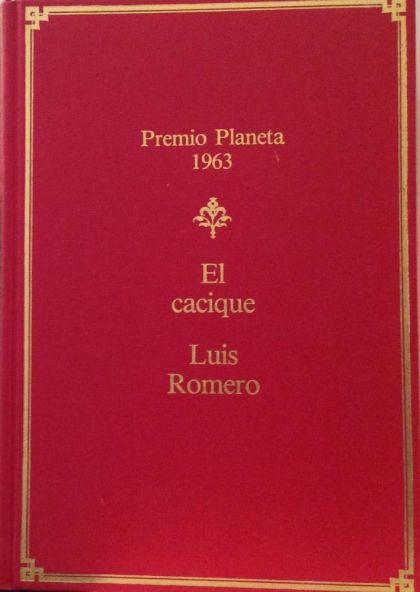 Premio Planeta
1963
El
cacique
Luis
Romero